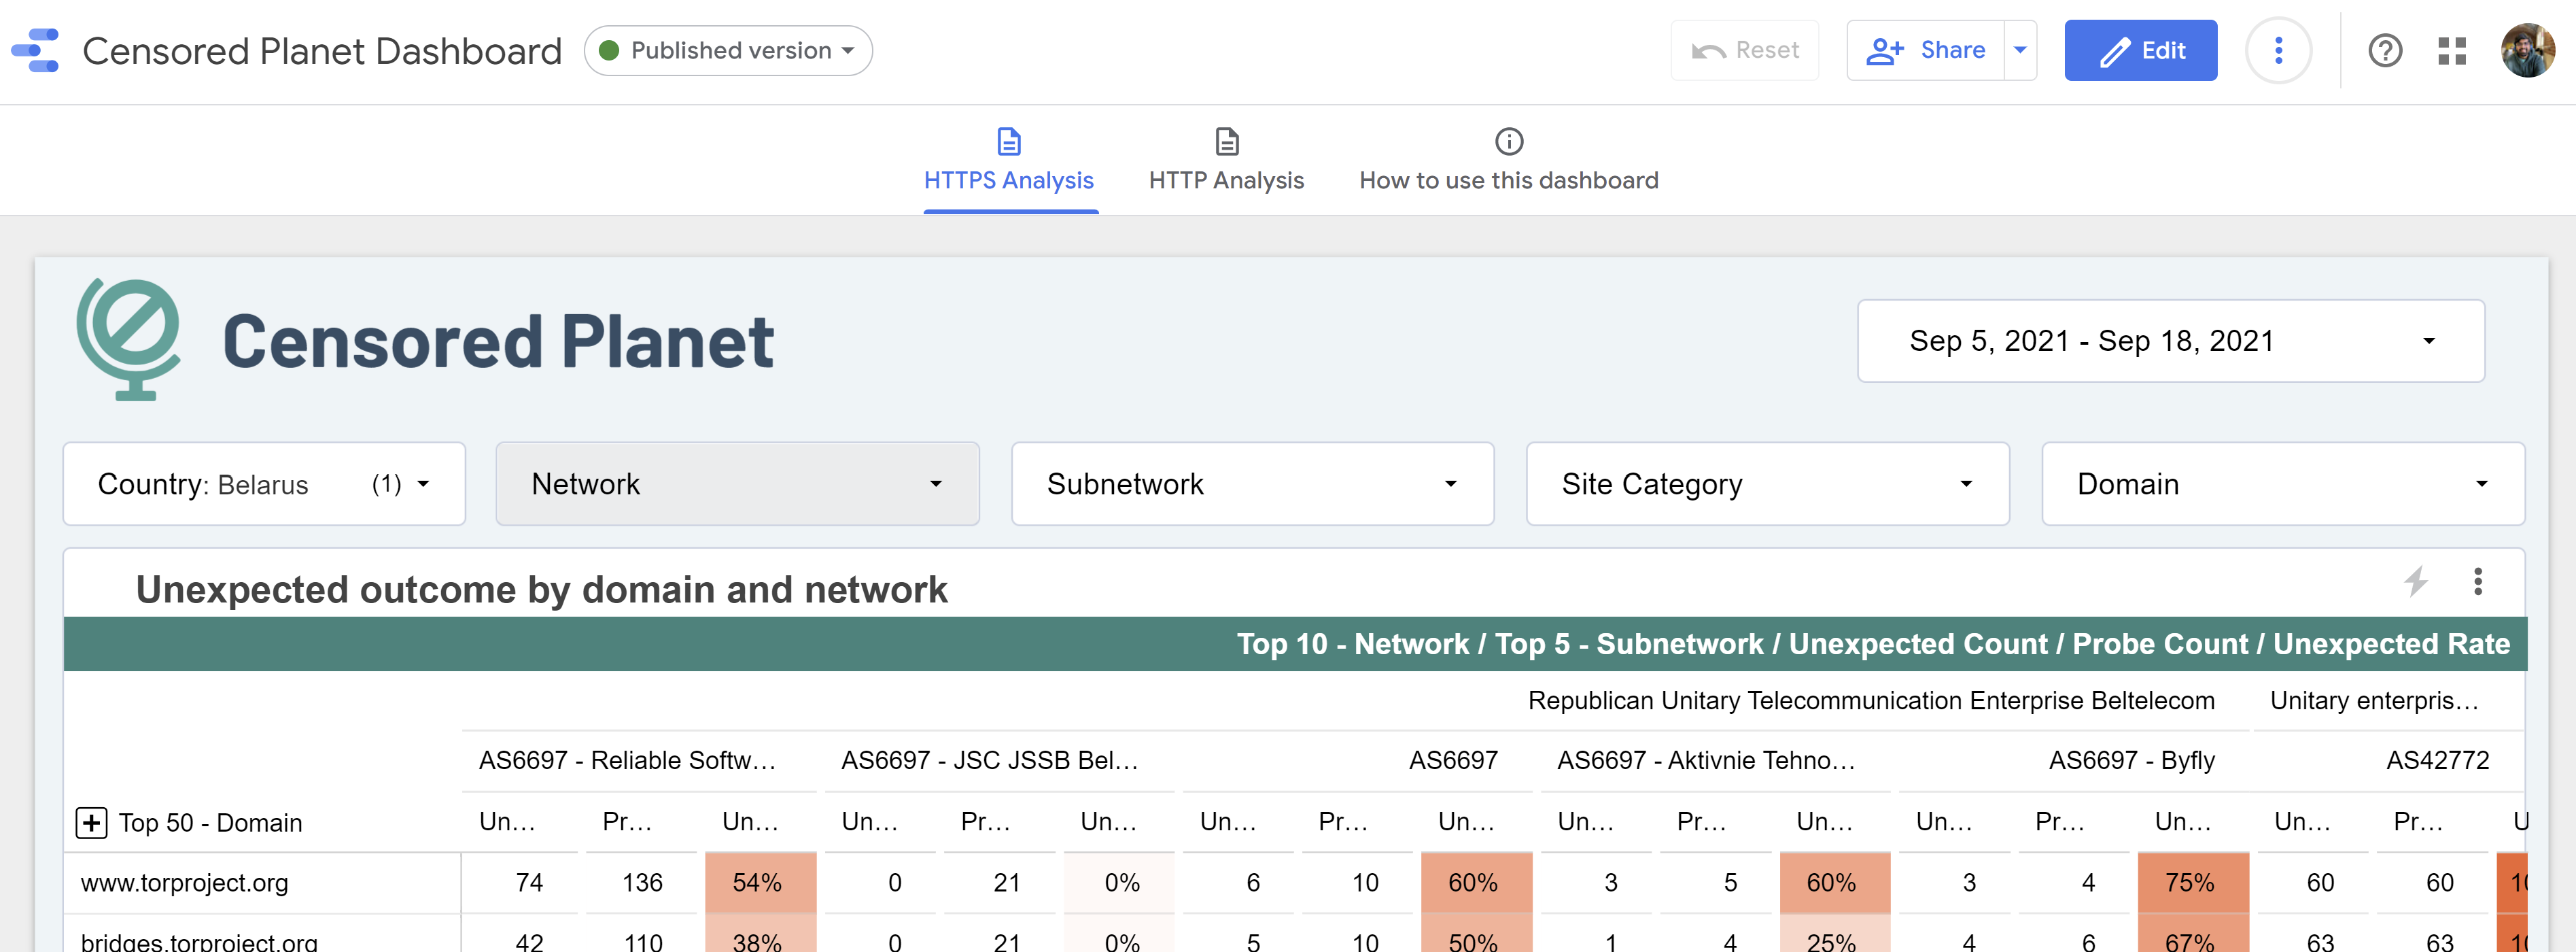 Censored Planet Dashboard Published version Reset Share Edit
HTTPS Analysis HTTP Analysis How to use this dashboard
Censored Planet Sep 5, 2021 - Sep 18, 2021
Country: Belarus (1) Network Subnetwork Site Category Domain
Unexpected outcome by domain and network
Top 10 - Network / Top 5 - Subnetwork / Unexpected Count / Probe Count / Unexpected Rate
Republican Unitary Telecommunication Enterprise Beltelecom Unitary enterpris…
AS6697 - Reliable Softw… AS6697 - JSC JSSB Bel… AS6697 AS6697 - Aktivnie Tehno… AS6697 - Byfly AS42772
Top 50 - Domain Un… Pr… Un… Un… Pr… Un… Un… Pr… Un… Un… Pr… Un… Un… Pr… Un… Un… Pr… U
www.torproject.org 74 136 54% 0 21 0% 6 10 60% 3 5 60% 3 4 75% 60 60 10
bridges.torproject.org 42 110 38% 0 21 0% 5 10 50% 1 4 25% 4 6 67% 63 63 10